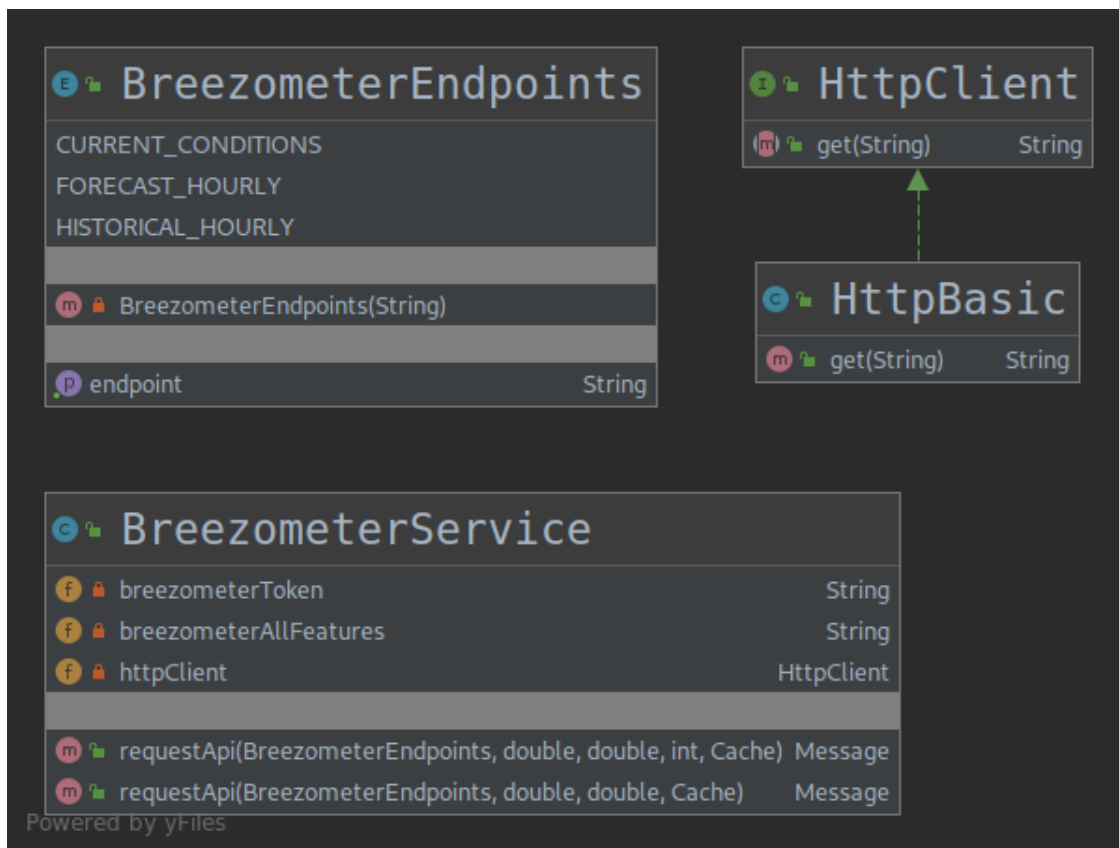 BreezometerEndpoints
CURRENT_CONDITIONS
FORECAST_HOURLY
HISTORICAL_HOURLY
m BreezometerEndpoints(String)
p endpoint String
E
I HttpClient
m get(String) String
C HttpBasic
m get(String) String
C BreezometerService
f breezometerToken String
f breezometerAllFeatures String
f httpClient HttpClient
m requestApi(BreezometerEndpoints, double, double, int, Cache) Message
m requestApi(BreezometerEndpoints, double, double, Cache) Message
Powered by yFiles